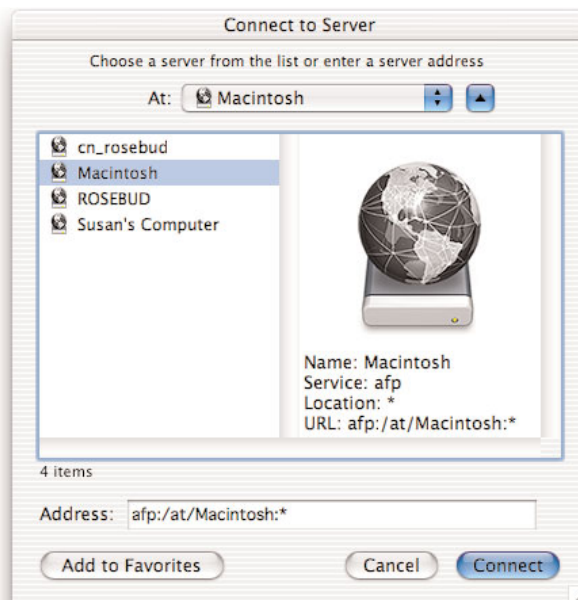 Connect to Server
Choose a server from the list or enter a server address
At: Macintosh
cn_rosebud
Macintosh
ROSEBUD
Susan's Computer
Name: Macintosh
Service: afp
Location: *
URL: afp:/at/Macintosh:*
4 items
Address: afp:/at/Macintosh:*
Add to Favorites Cancel Connect